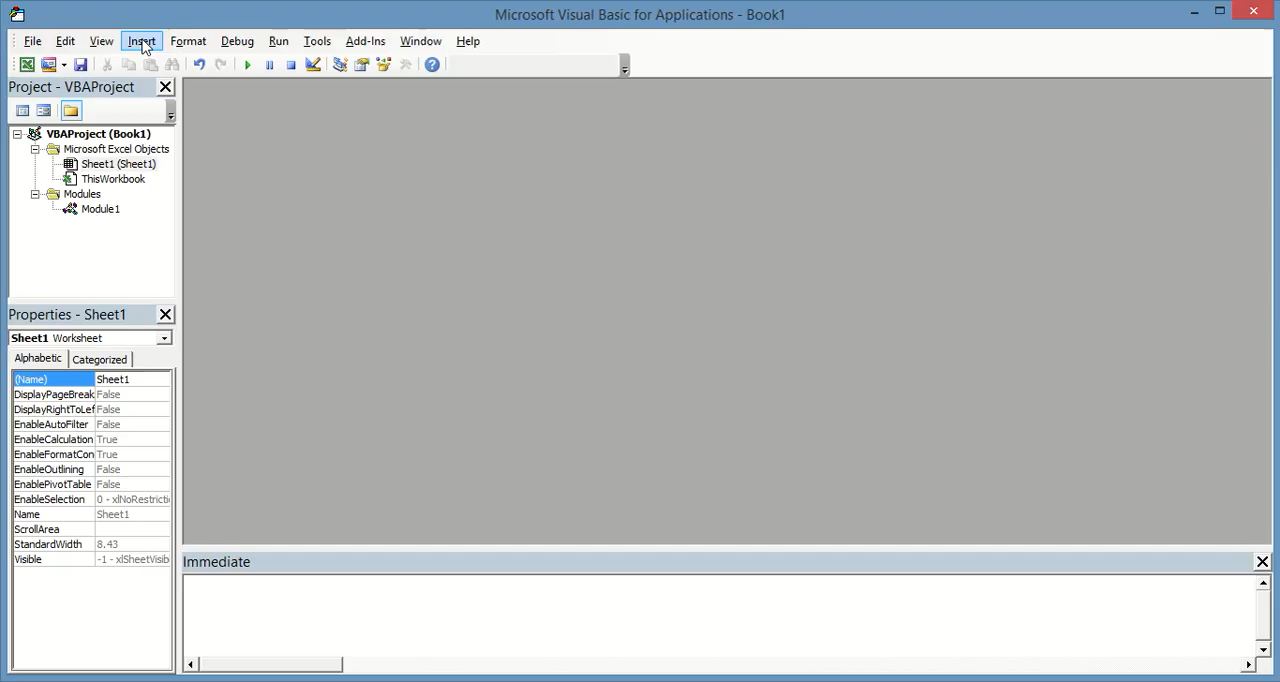 Microsoft Visual Basic for Applications - Book1
File Edit View Insert Format Debug Run Tools Add-Ins Window Help
Project - VBAProject
VBAProject (Book1)
Microsoft Excel Objects
Sheet1 (Sheet1)
ThisWorkbook
Modules
Module1
Properties - Sheet1
Sheet1 Worksheet
Alphabetic Categorized
(Name) Sheet1
DisplayPageBreak False
DisplayRightToLef False
EnableAutoFilter False
EnableCalculation True
EnableFormatCon True
EnableOutlining False
EnablePivotTable False
EnableSelection 0 - xlNoRestricti
Name Sheet1
ScrollArea
StandardWidth 8.43
Visible -1 - xlSheetVisib
Immediate